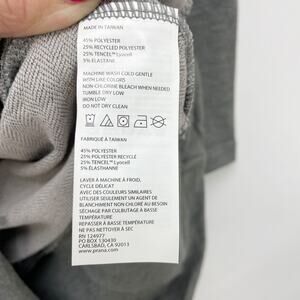 MADE IN TAIWAN
45% POLYESTER
25% RECYCLED POLYESTER
25% TENCEL™ Lyocell
5% ELASTANE
MACHINE WASH COLD GENTLE
WITH LIKE COLORS
NON-CHLORINE BLEACH WHEN NEEDED
TUMBLE DRY LOW
IRON LOW
DO NOT DRY CLEAN
FABRIQUÉ À TAIWAN
45% POLYESTER
25% POLYESTER RECYCLÉ
25% TENCEL™ Lyocell
5% ÉLASTHANNE
LAVER À MACHINE À FROID,
CYCLE DÉLICAT
AVEC DES COULEURS SIMILAIRES
UTILISER SEULEMENT UN AGENT DE
BLANCHIMENT NON CHLORÉ AU BESOIN
SÉCHAGE PAR CULBUTAGE À BASSE
TEMPÉRATURE
REPASSER À BASSE TEMPÉRATURE
NE PAS NETTOYER À SEC
RN 124977
PO BOX 130430
CARLSBAD, CA 92013
www.prana.com